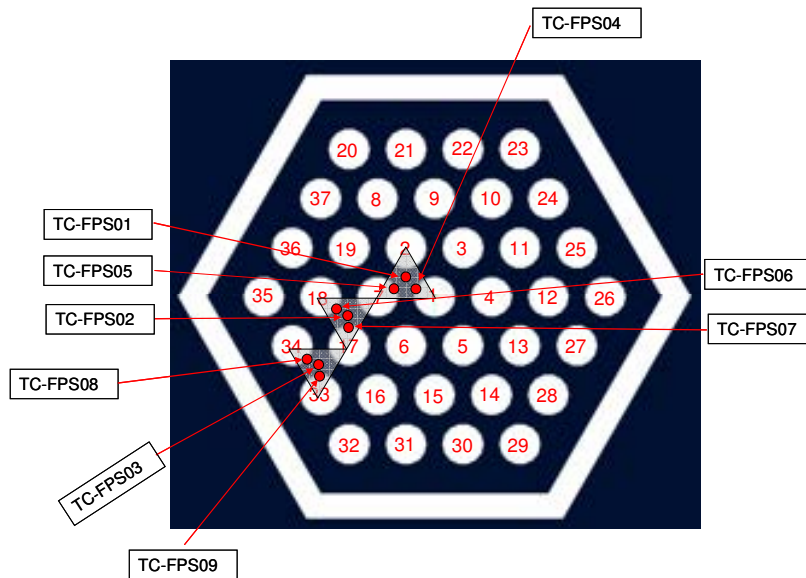 TC-FPS04
20 21 22 23
37 8 9 10 24
TC-FPS01
36 19 2 3 11 25
TC-FPS05
TC-FPS06
35 18 7 1 4 12 26
TC-FPS02
TC-FPS07
34 17 6 5 13 27
TC-FPS08
33 16 15 14 28
32 31 30 29
TC-FPS03
TC-FPS09